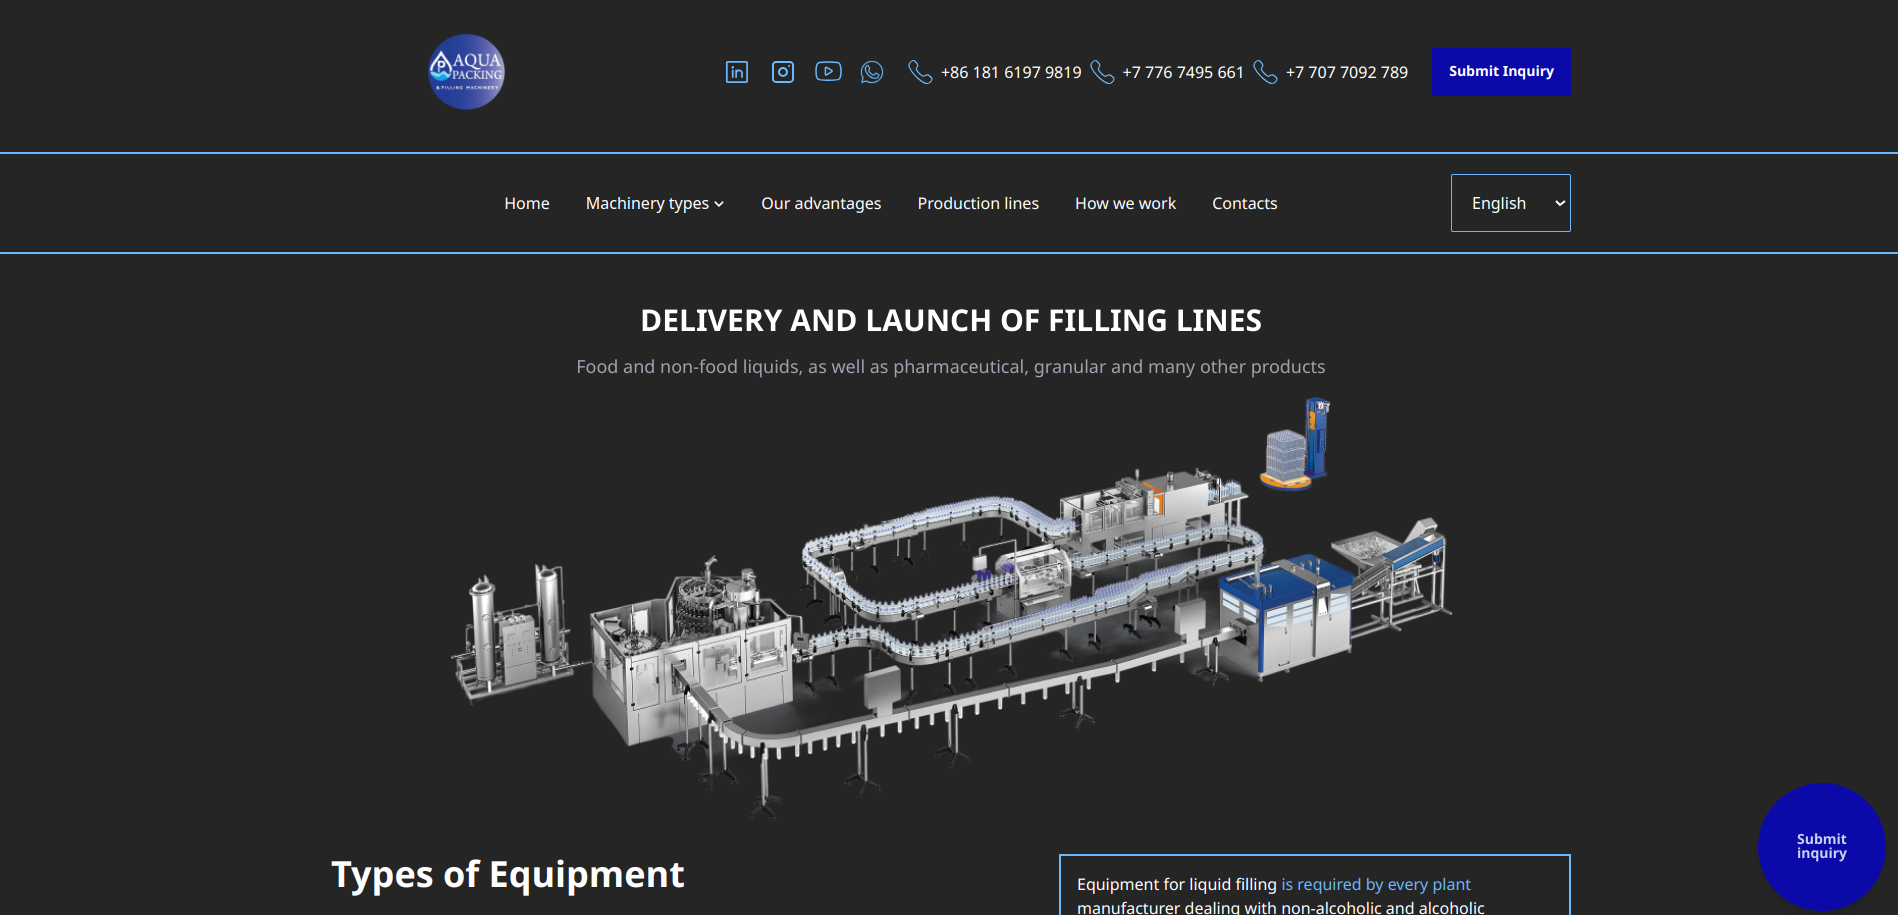 AQUA
PACKING
& FILLING MACHINERY
+86 181 6197 9819 +7 776 7495 661 +7 707 7092 789 Submit Inquiry
Home Machinery types Our advantages Production lines How we work Contacts English
DELIVERY AND LAUNCH OF FILLING LINES
Food and non-food liquids, as well as pharmaceutical, granular and many other products
Types of Equipment
Equipment for liquid filling is required by every plant
manufacturer dealing with non-alcoholic and alcoholic
Submit
inquiry